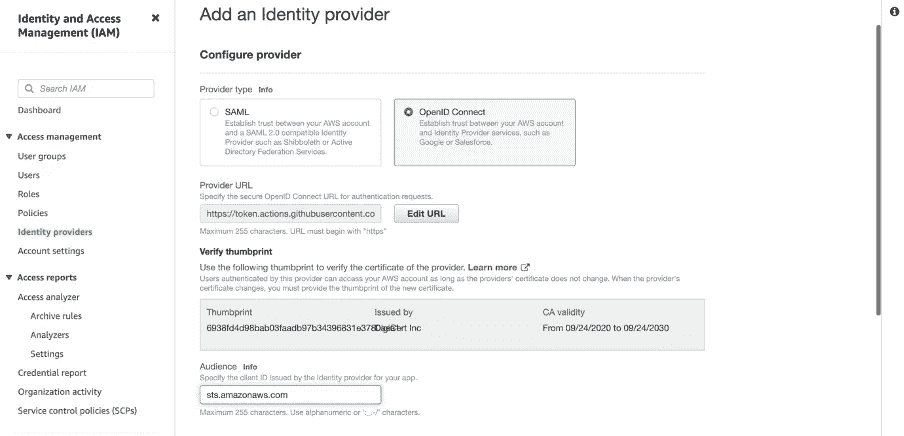 Identity and Access
Management (IAM)
Search IAM
Dashboard
Access management
User groups
Users
Roles
Policies
Identity providers
Account settings
Access reports
Access analyzer
Archive rules
Analyzers
Settings
Credential report
Organization activity
Service control policies (SCPs)
Add an Identity provider
Configure provider
Provider type Info
SAML
Establish trust between your AWS account
and a SAML 2.0 compatible Identity
Provider such as Shibboleth or Active
Directory Federation Services.
OpenID Connect
Establish trust between your AWS account
and Identity Provider services, such as
Google or Salesforce.
Provider URL
Specify the secure OpenID Connect URL for authentication requests.
https://token.actions.githubusercontent.co
Edit URL
Maximum 255 characters. URL must begin with "https"
Verify thumbprint
Use the following thumbprint to verify the certificate of the provider. Learn more
Users authenticated by this provider can access your AWS account as long as the providers' certificate does not change. When the provider's
certificate changes, you must provide the thumbprint of the new certificate.
Thumbprint Issued by CA validity
DigiCert Inc From 09/24/2020 to 09/24/2030
Audience Info
Specify the client ID issued by the Identity provider for your app.
sts.amazonaws.com
Maximum 255 characters. Use alphanumeric or ':_.-/' characters.